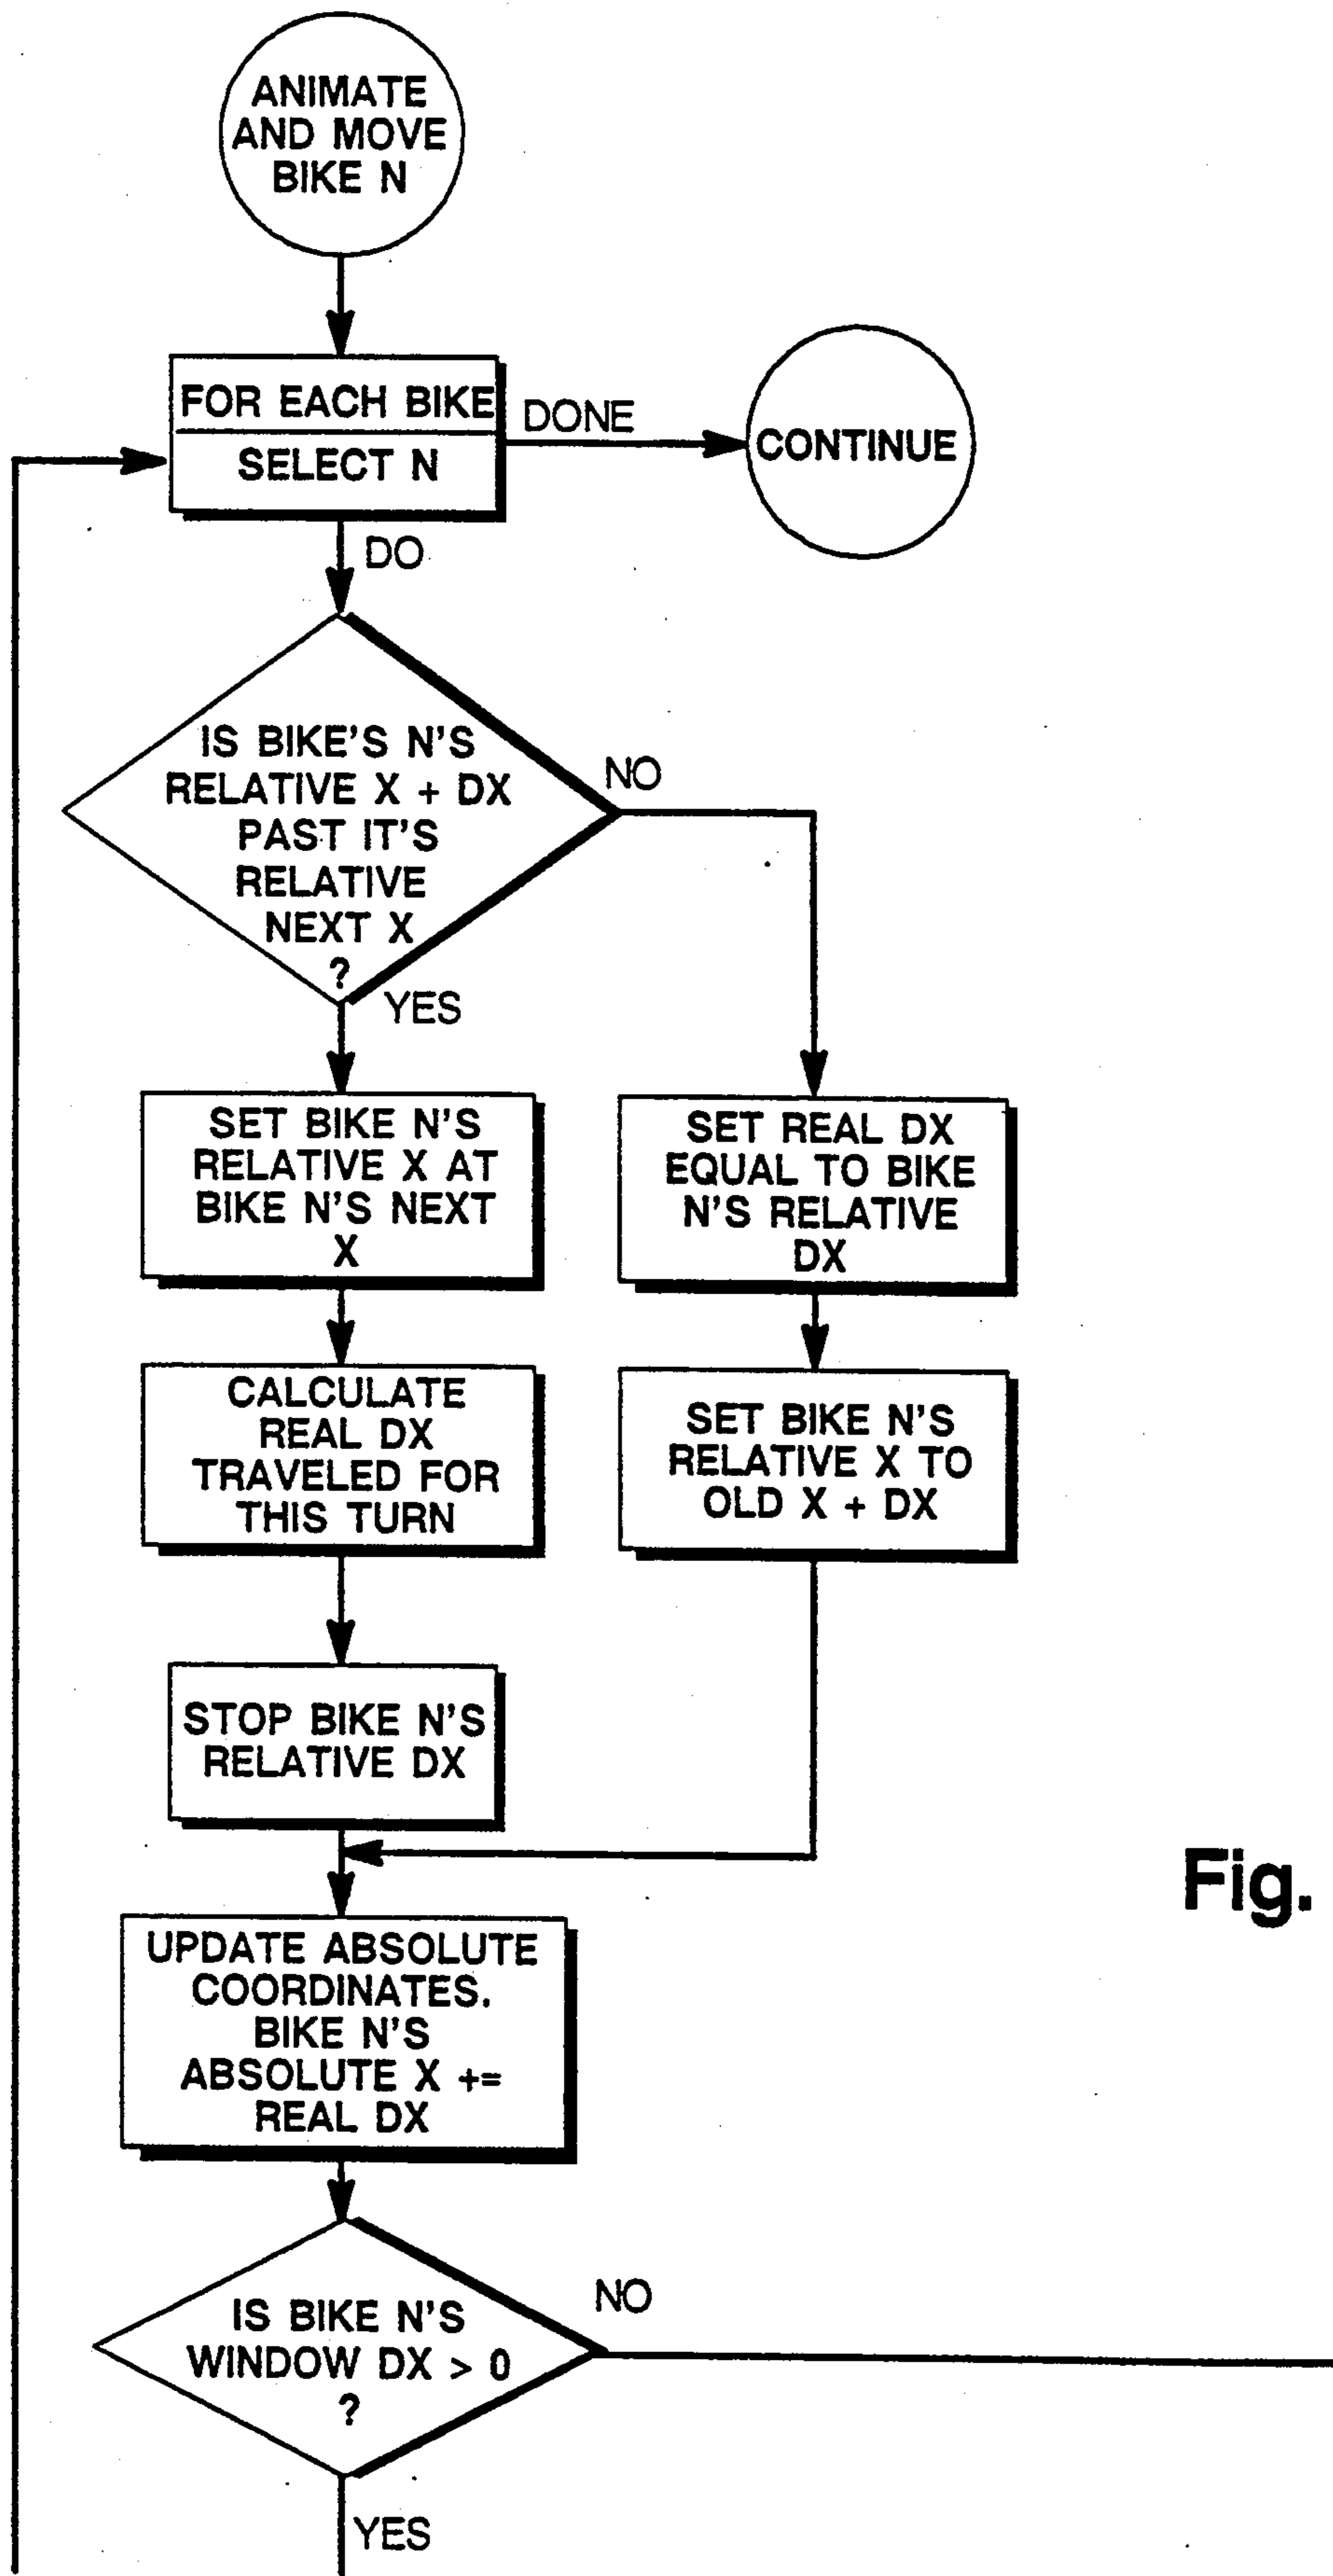 ANIMATE
AND MOVE
BIKE N
FOR EACH BIKE
SELECT N
DONE
CONTINUE
DO
IS BIKE'S N'S
RELATIVE X + DX
PAST IT'S
RELATIVE
NEXT X
?
NO
YES
SET BIKE N'S
RELATIVE X AT
BIKE N'S NEXT
X
SET REAL DX
EQUAL TO BIKE
N'S RELATIVE
DX
CALCULATE
REAL DX
TRAVELED FOR
THIS TURN
SET BIKE N'S
RELATIVE X TO
OLD X + DX
STOP BIKE N'S
RELATIVE DX
Fig.
UPDATE ABSOLUTE
COORDINATES.
BIKE N'S
ABSOLUTE X +=
REAL DX
IS BIKE N'S
WINDOW DX > 0
?
NO
YES